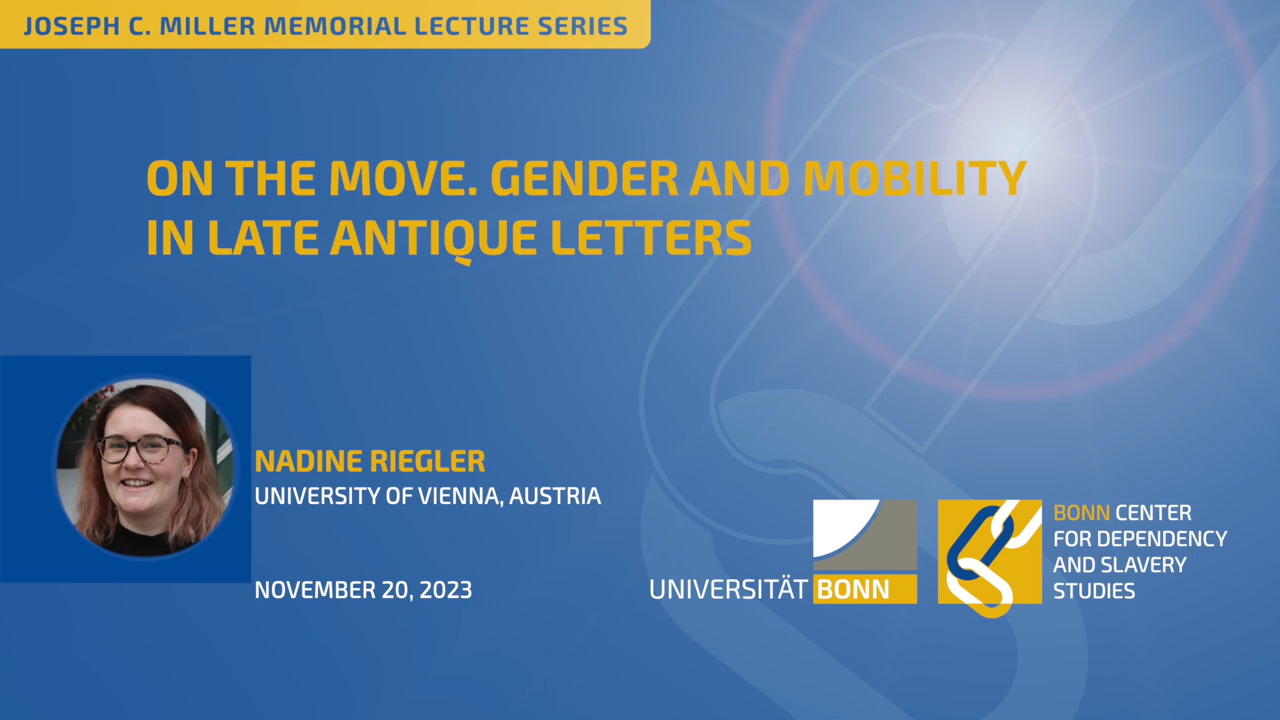 JOSEPH C. MILLER MEMORIAL LECTURE SERIES
ON THE MOVE. GENDER AND MOBILITY
IN LATE ANTIQUE LETTERS
NADINE RIEGLER
UNIVERSITY OF VIENNA, AUSTRIA
NOVEMBER 20, 2023
UNIVERSITÄT BONN
BONN CENTER
FOR DEPENDENCY
AND SLAVERY
STUDIES